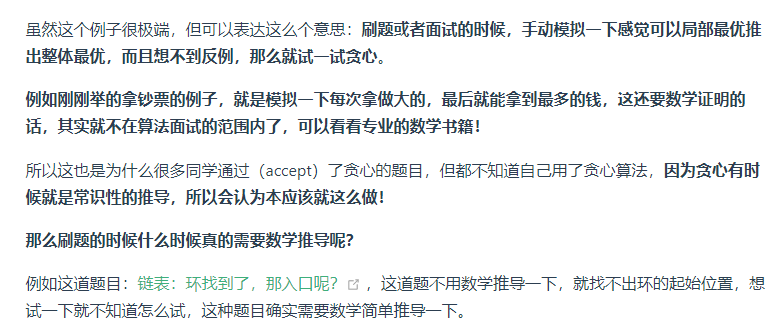 虽然这个例子很极端，但可以表达这么个意思：刷题或者面试的时候，手动模拟一下感觉可以局部最优推
出整体最优，而且想不到反例，那么就试一试贪心。
例如刚刚举的拿钞票的例子，就是模拟一下每次拿做大的，最后就能拿到最多的钱，这还要数学证明的
话，其实就不在算法面试的范围内了，可以看看专业的数学书籍！
所以这也是为什么很多同学通过（accept）了贪心的题目，但都不知道自己用了贪心算法，因为贪心有时
候就是常识性的推导，所以会认为本应该就这么做！
那么刷题的时候什么时候真的需要数学推导呢？
例如这道题目：链表：环找到了，那入口呢？，这道题不用数学推导一下，就找不出环的起始位置，想
试一下就不知道怎么试，这种题目确实需要数学简单推导一下。